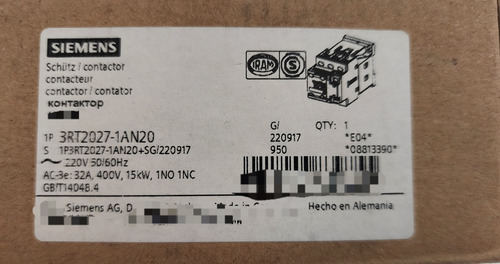 SIEMENS
Schütz / contactor
contacteur
contactor / contator
контактор
IRAM S
1P 3RT2027-1AN20
S 1P3RT2027-1AN20+SG/220917
~ 220V 50/60Hz
AC-3e: 32A, 400V, 15kW, 1NO 1NC
GB/T14048.4
G/ QTY: 1
220917 *E04*
950 *08813390*
Siemens AG, D
Hecho en Alemania